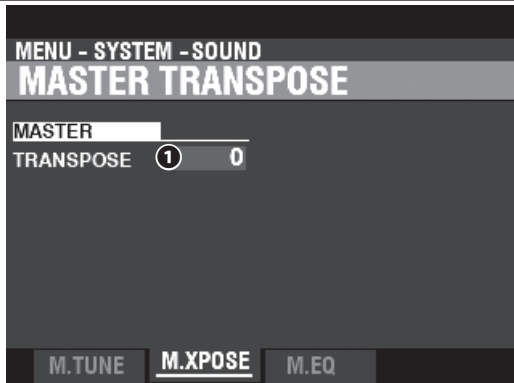 MENU - SYSTEM - SOUND
MASTER TRANSPOSE
MASTER
TRANSPOSE 1 0
M.TUNE M.XPOSE M.EQ